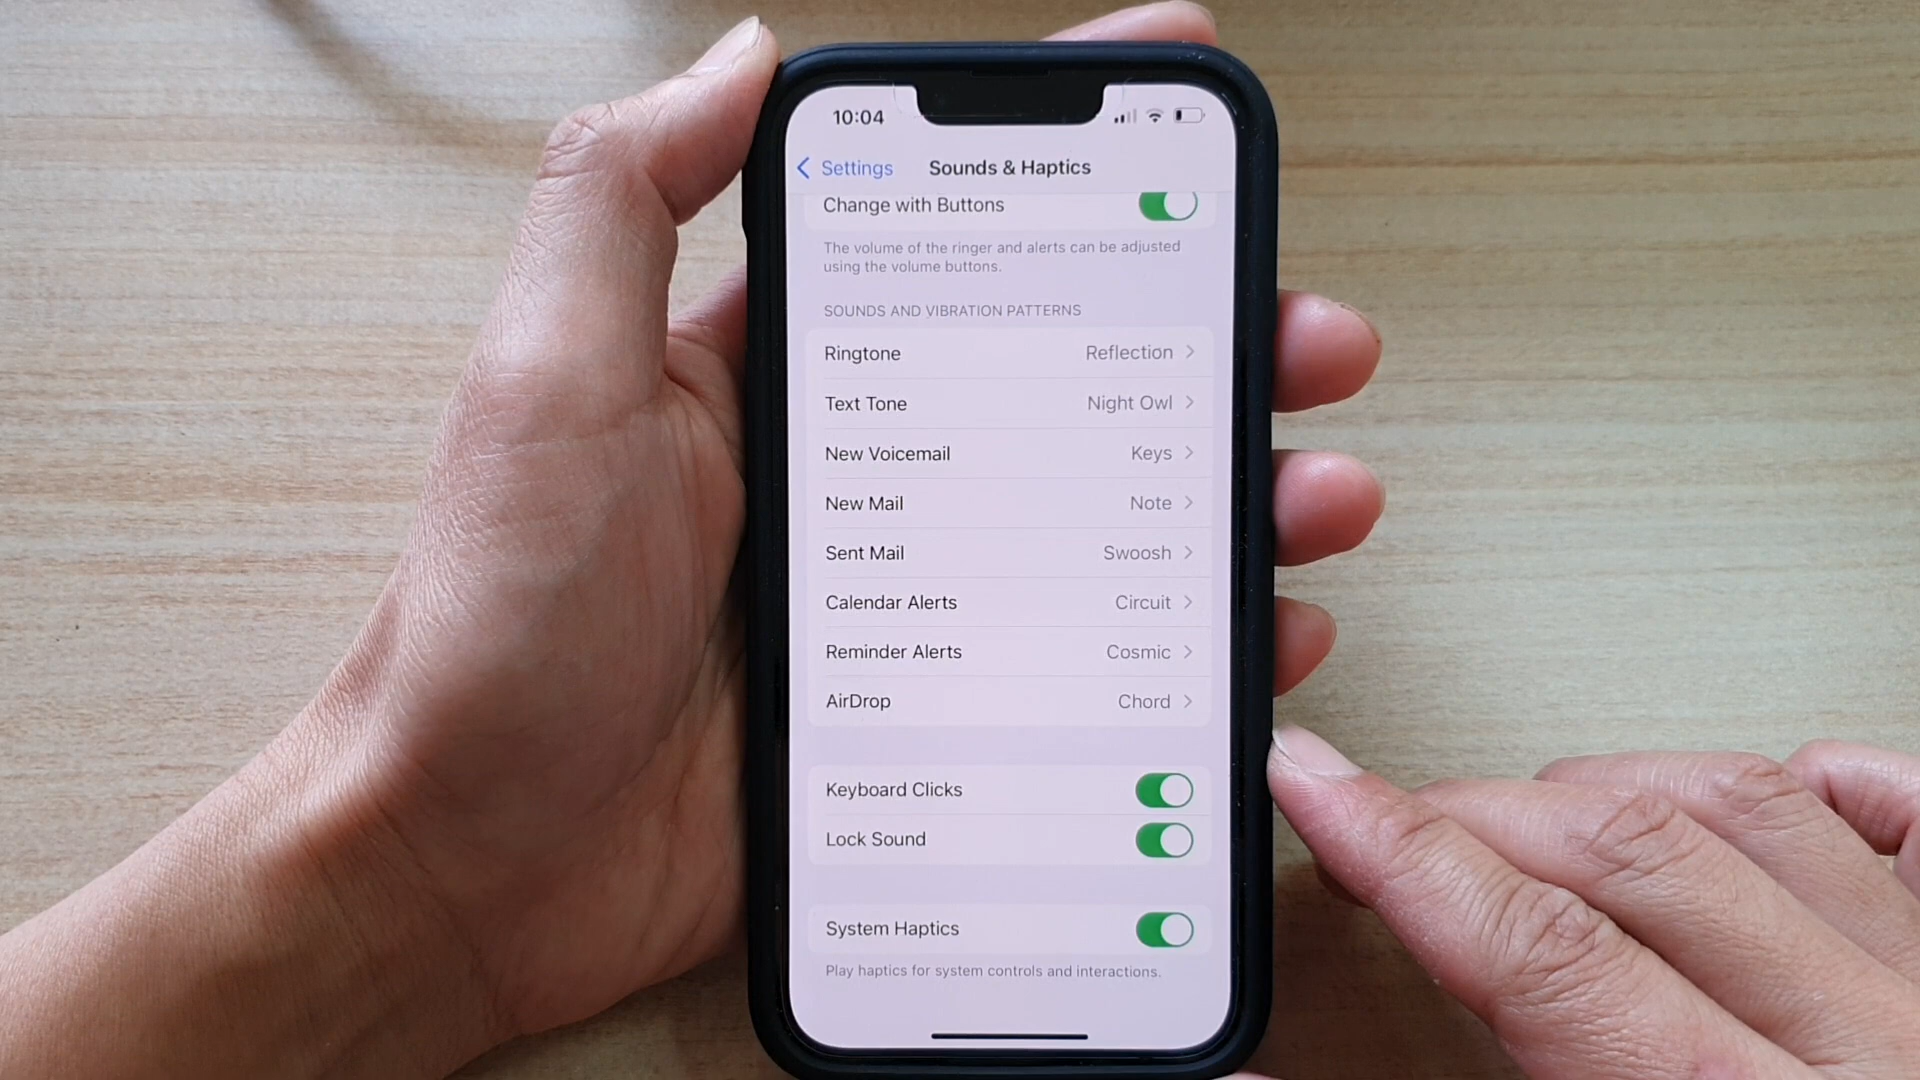 10:04
Settings Sounds & Haptics
Change with Buttons
The volume of the ringer and alerts can be adjusted
using the volume buttons.
SOUNDS AND VIBRATION PATTERNS
Ringtone Reflection
Text Tone Night Owl
New Voicemail Keys
New Mail Note
Sent Mail Swoosh
Calendar Alerts Circuit
Reminder Alerts Cosmic
AirDrop Chord
Keyboard Clicks
Lock Sound
System Haptics
Play haptics for system controls and interactions.